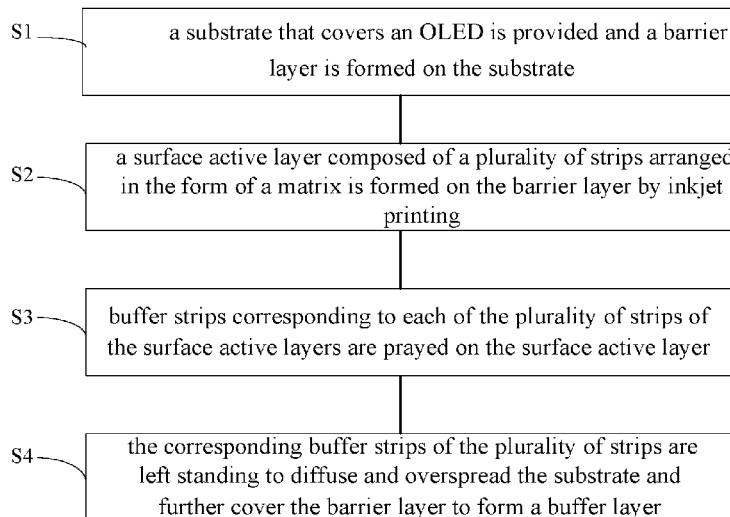 S1
a substrate that covers an OLED is provided and a barrier
layer is formed on the substrate
S2
a surface active layer composed of a plurality of strips arranged
in the form of a matrix is formed on the barrier layer by inkjet
printing
S3
buffer strips corresponding to each of the plurality of strips of
the surface active layers are prayed on the surface active layer
S4
the corresponding buffer strips of the plurality of strips are
left standing to diffuse and overspread the substrate and
further cover the barrier layer to form a buffer layer